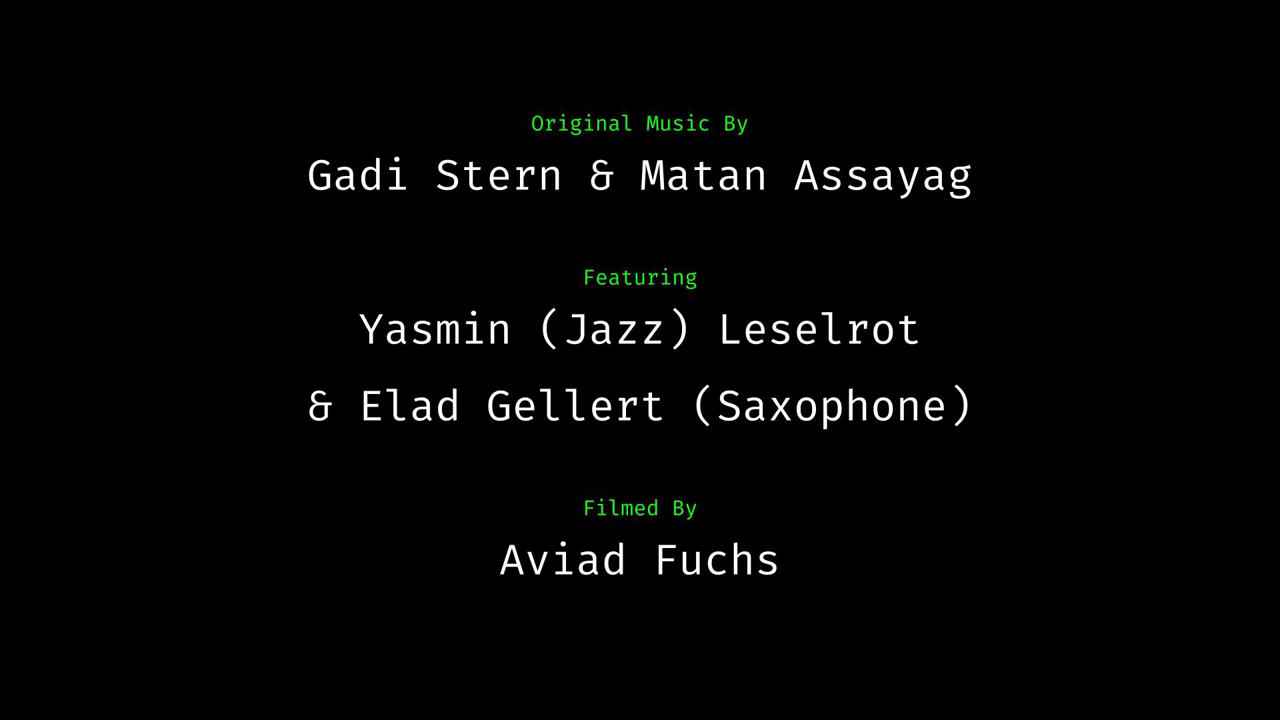 Original Music By
Gadi Stern & Matan Assayag
Featuring
Yasmin (Jazz) Leselrot
& Elad Gellert (Saxophone)
Filmed By
Aviad Fuchs